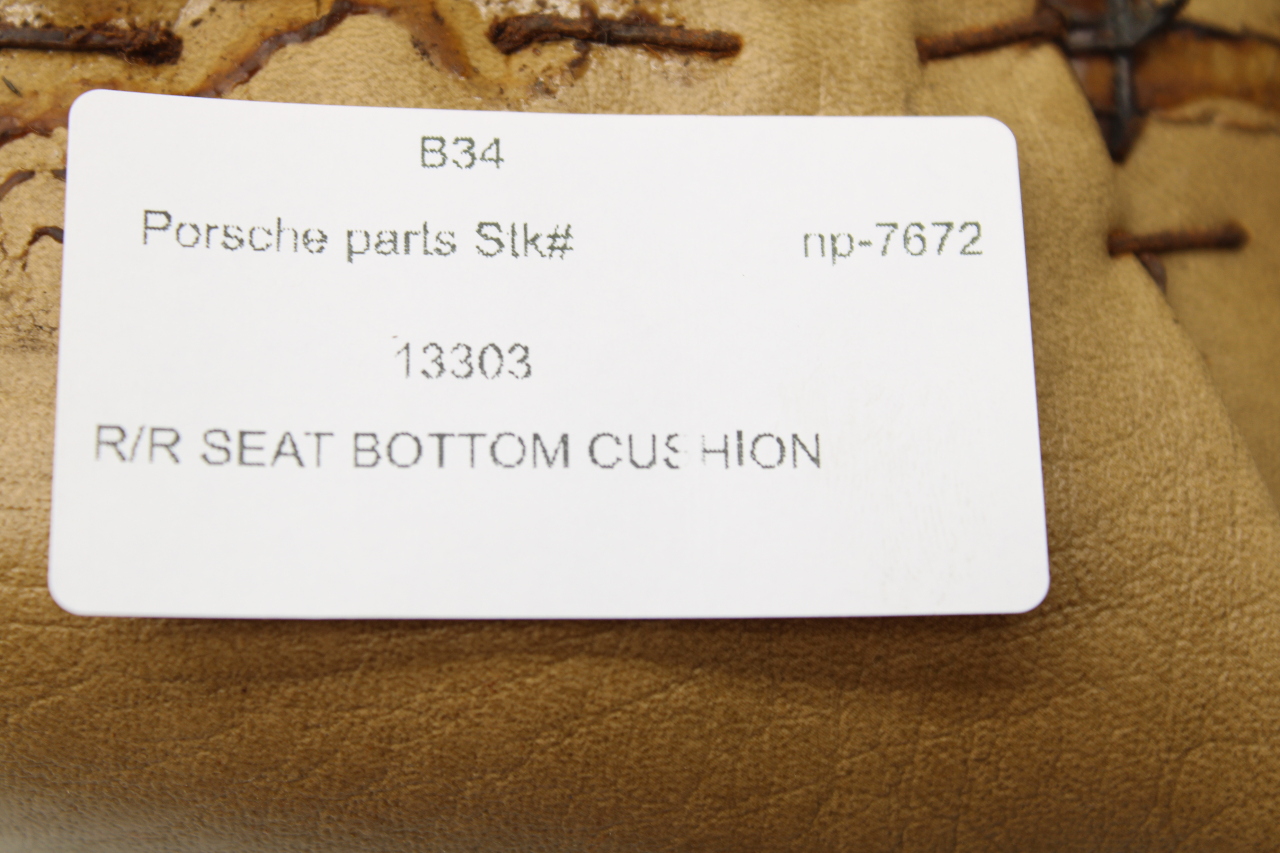 B34
Porsche parts Stk# np-7672
13303
R/R SEAT BOTTOM CUSHION